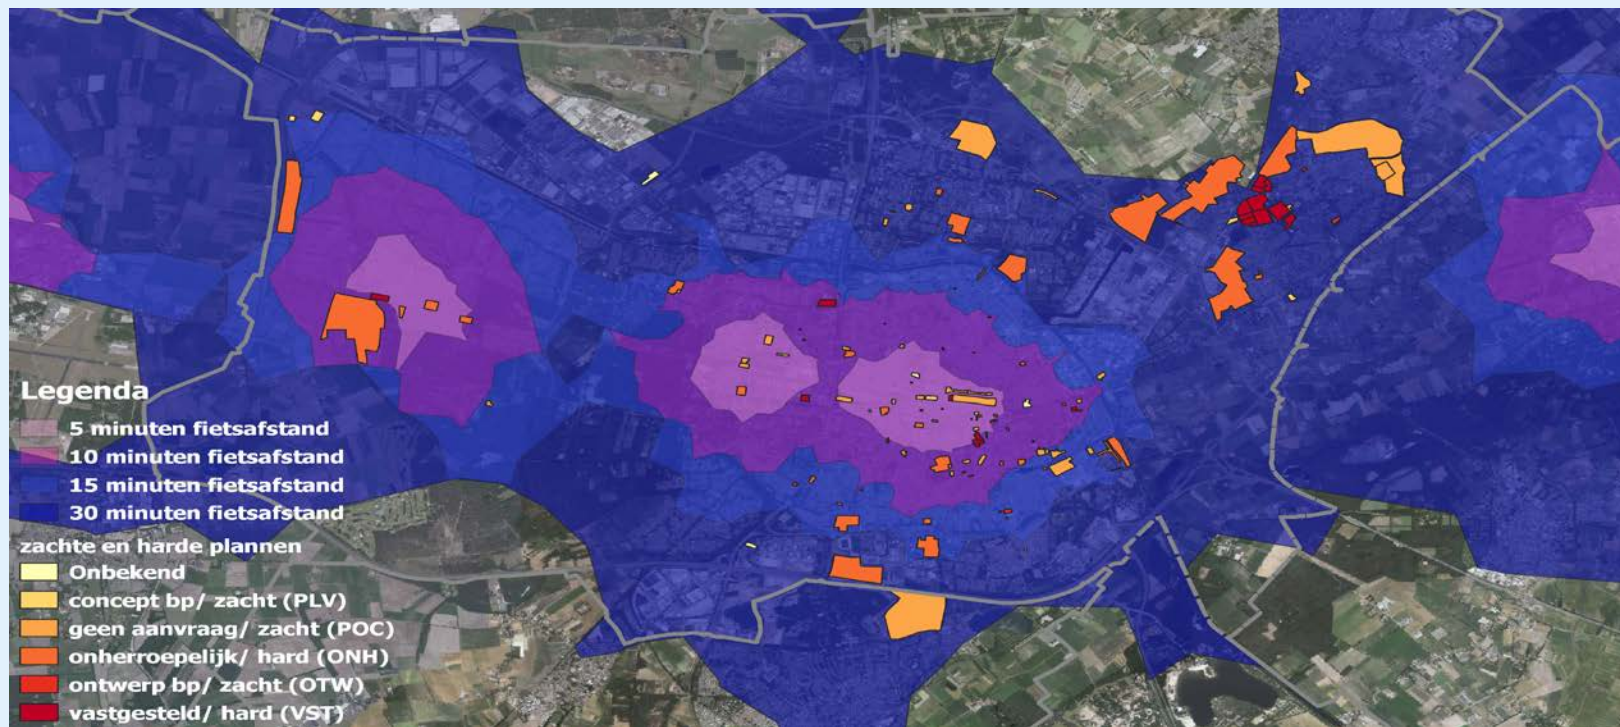 Legenda
5 minuten fietsafstand
10 minuten fietsafstand
15 minuten fietsafstand
30 minuten fietsafstand
zachte en harde plannen
Onbekend
concept bp/ zacht (PLV)
geen aanvraag/ zacht (POC)
onherroepelijk/ hard (ONH)
ontwerp bp/ zacht (OTW)
vastgesteld/ hard (VST)